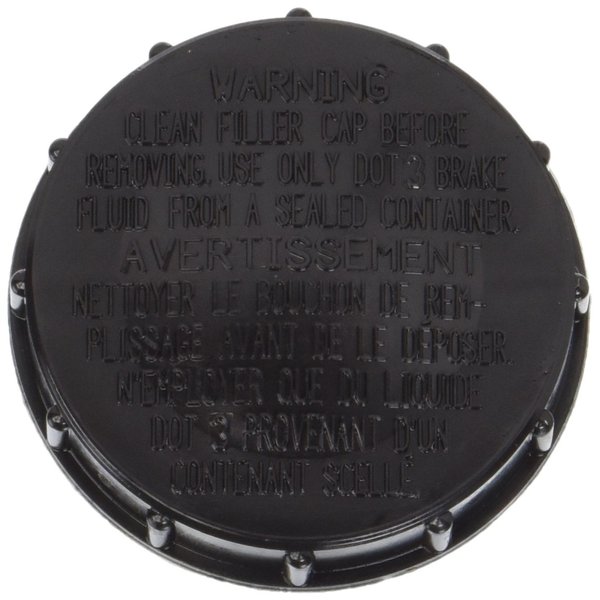 WARNING
CLEAN FILLER CAP BEFORE
REMOVING. USE ONLY DOT 3 BRAKE
FLUID FROM A SEALED CONTAINER.
AVERTISSEMENT
NETTOYER LE BOUCHON DE REM-
PLISSAGE AVANT DE LE DÉPOSER.
N'EMPLOYER QUE DU LIQUIDE
DOT 3 PROVENANT D'UN
CONTENANT SCELLÉ.